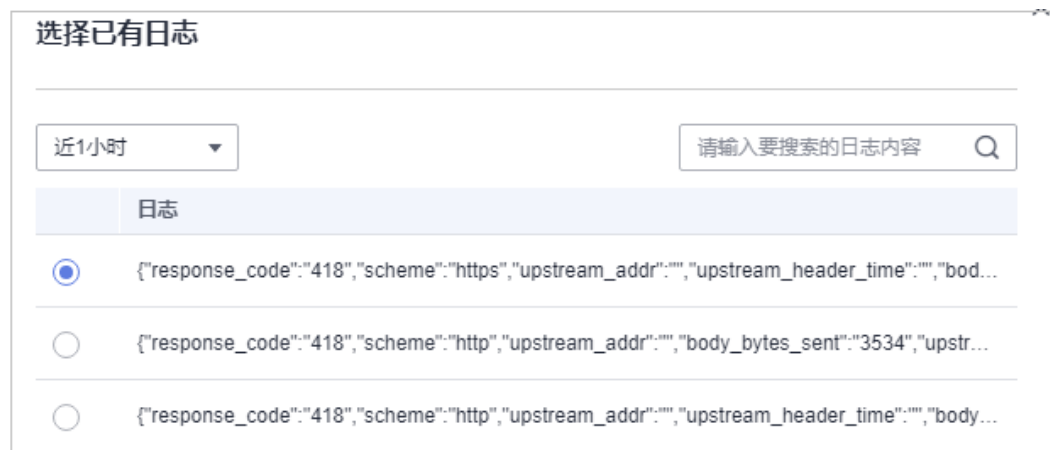 选择已有日志
近1小时
请输入要搜索的日志内容
日志
{"response_code":"418","scheme":"https","upstream_addr":"","upstream_header_time":"","bod...
{"response_code":"418","scheme":"http","upstream_addr":"","body_bytes_sent":"3534","upstr...
{"response_code":"418","scheme":"http","upstream_addr":"","upstream_header_time":"","body...